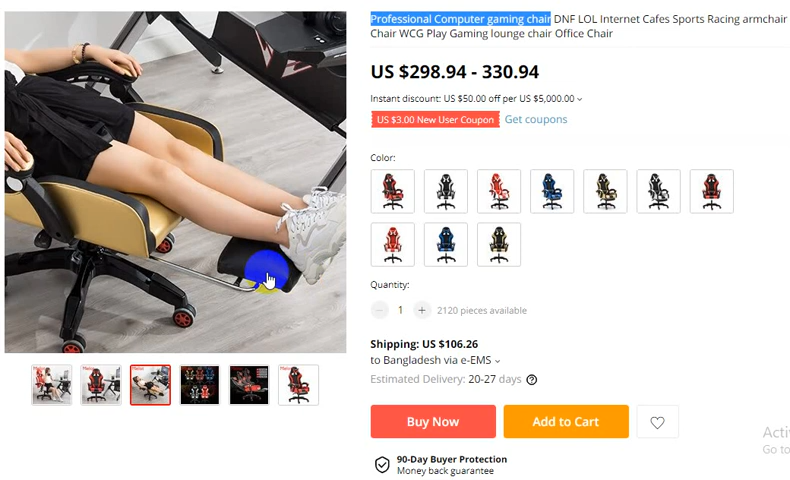 Professional Computer gaming chair DNF LOL Internet Cafes Sports Racing armchair
Chair WCG Play Gaming lounge chair Office Chair
US $298.94 - 330.94
Instant discount: US $50.00 off per US $5,000.00
US $3.00 New User Coupon Get coupons
Color:
Quantity:
1 2120 pieces available
Shipping: US $106.26
to Bangladesh via e-EMS
Estimated Delivery: 20-27 days
Buy Now Add to Cart
90-Day Buyer Protection
Money back guarantee
Go to